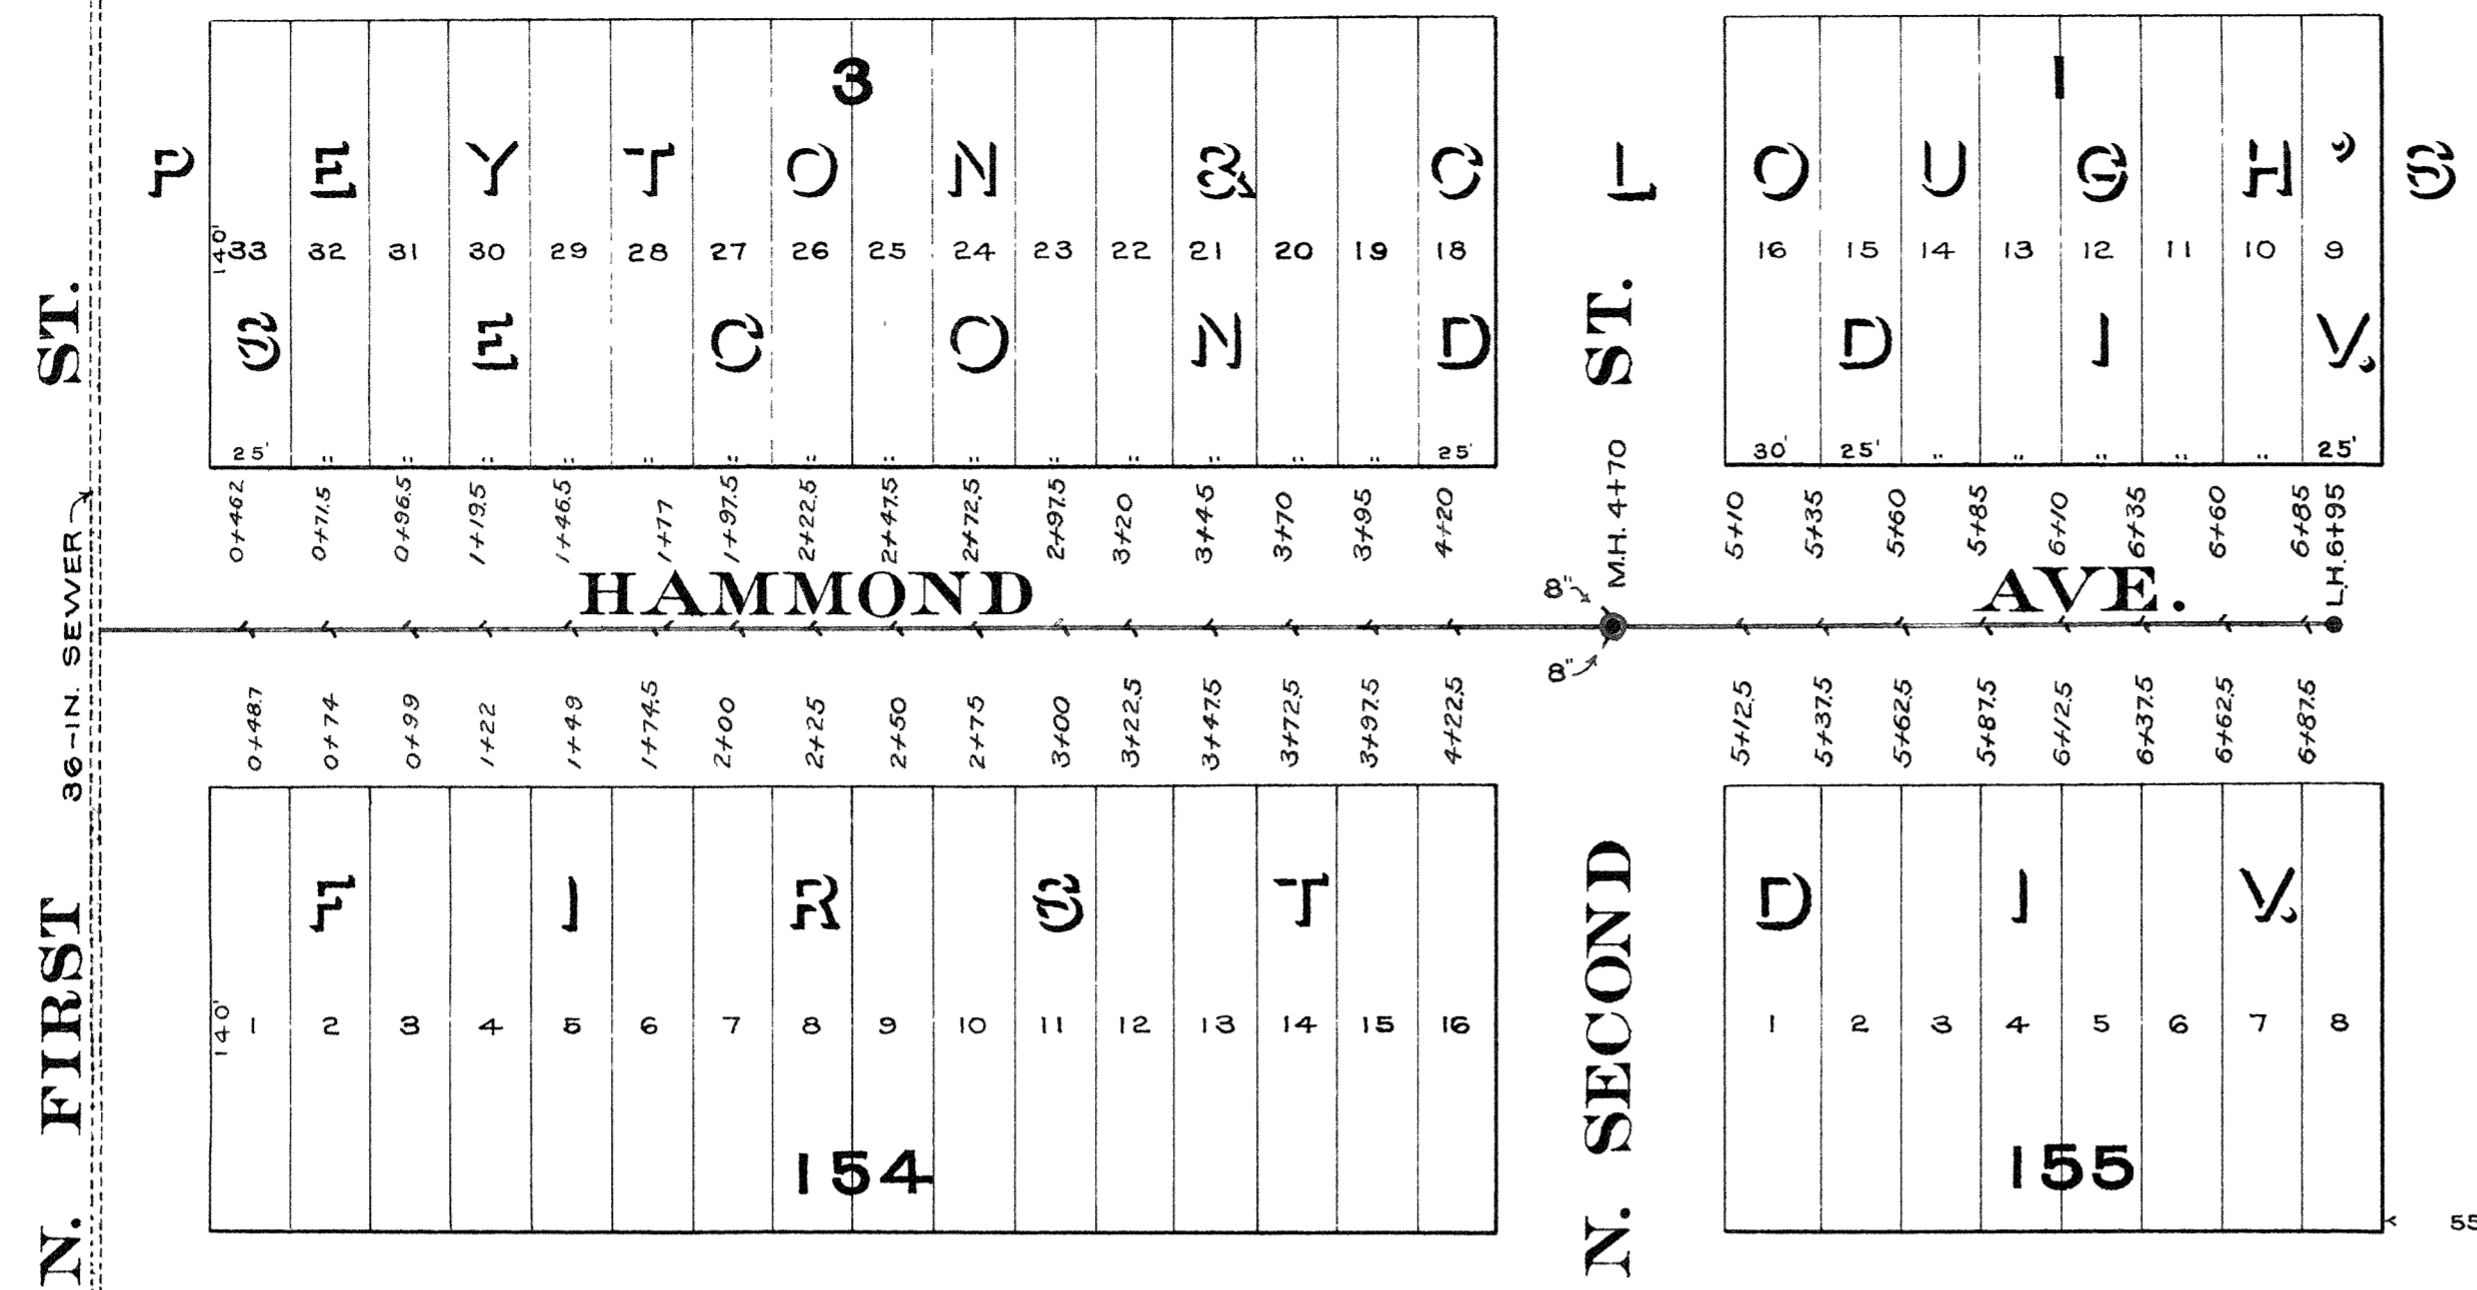 3 1
PEYTON & CLOUGH'S
140' 33 32 31 30 29 28 27 26 25 24 23 22 21 20 19 18 16 15 14 13 12 11 10 9
SECOND DIV.
25' " " " " " " " " " " " " " " 25' 30' 25' " " " " " 25'
0+46.2 0+71.5 0+96.5 1+19.5 1+46.5 1+77 1+97.5 2+22.5 2+47.5 2+72.5 2+97.5 3+20 3+44.5 3+70 3+95 4+20 M.H. 4+70 5+10 5+35 5+60 5+85 6+10 6+35 6+60 6+85 L.H. 6+95
HAMMOND AVE.
8"
8"
0+48.7 0+74 0+99 1+22 1+49 1+74.5 2+00 2+25 2+50 2+75 3+00 3+22.5 3+47.5 3+72.5 3+97.5 4+22.5 5+12.5 5+37.5 5+62.5 5+87.5 6+12.5 6+37.5 6+62.5 6+87.5
FIRST DIV.
140' 1 2 3 4 5 6 7 8 9 10 11 12 13 14 15 16 1 2 3 4 5 6 7 8
154 155
55
N. FIRST ST.
36-IN. SEWER
N. SECOND ST.